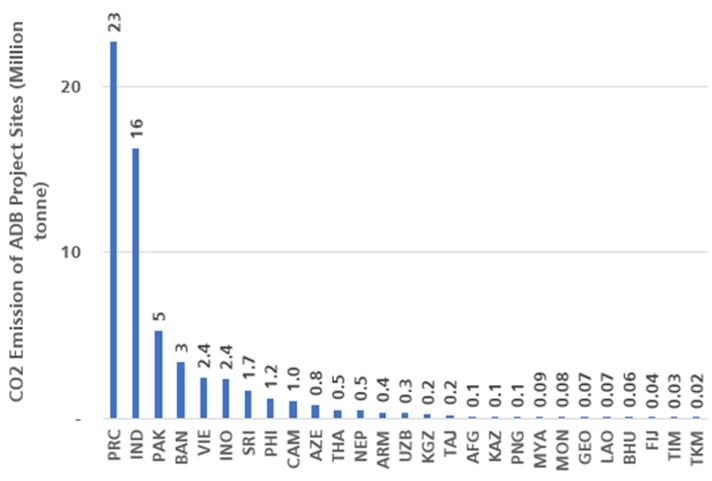 CO2 Emission of ADB Project Sites (Million
tonne)
20
10
-
23
16
5
3
2.4
2.4
1.7
1.2
1.0
0.8
0.5
0.5
0.4
0.3
0.2
0.2
0.1
0.1
0.1
0.09
0.08
0.07
0.07
0.06
0.04
0.03
0.02
PRC
IND
PAK
BAN
VIE
INO
SRI
PHI
CAM
AZE
THA
NEP
ARM
UZB
KGZ
TAJ
AFG
KAZ
PNG
MYA
MON
GEO
LAO
BHU
FIJ
TIM
TKM